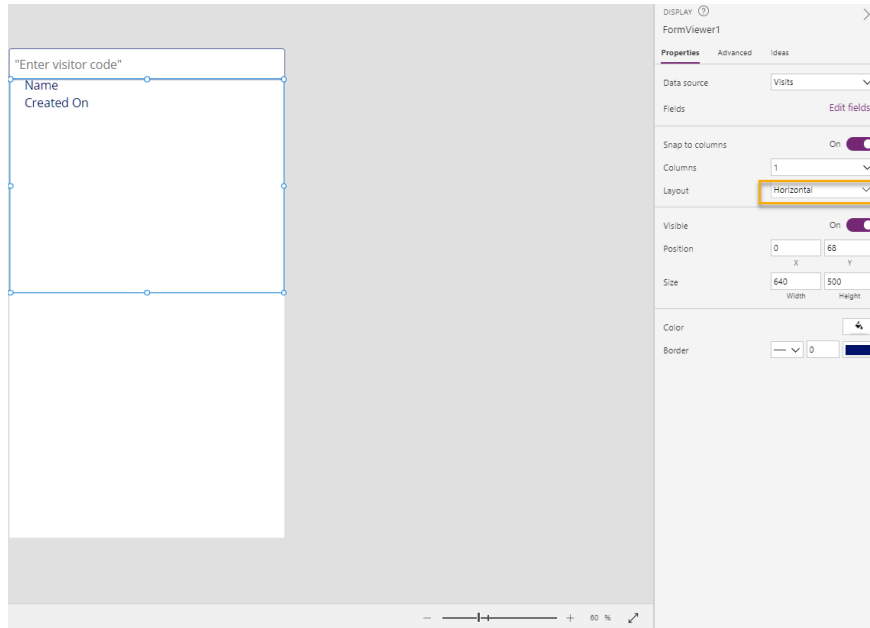 "Enter visitor code"
Name
Created On
DISPLAY ?
FormViewer1
Properties Advanced Ideas
Data source Visits
Fields Edit fields
Snap to columns On
Columns 1
Layout Horizontal
Visible On
Position 0 68
X Y
Size 640 500
Width Height
Color
Border 0
60 %